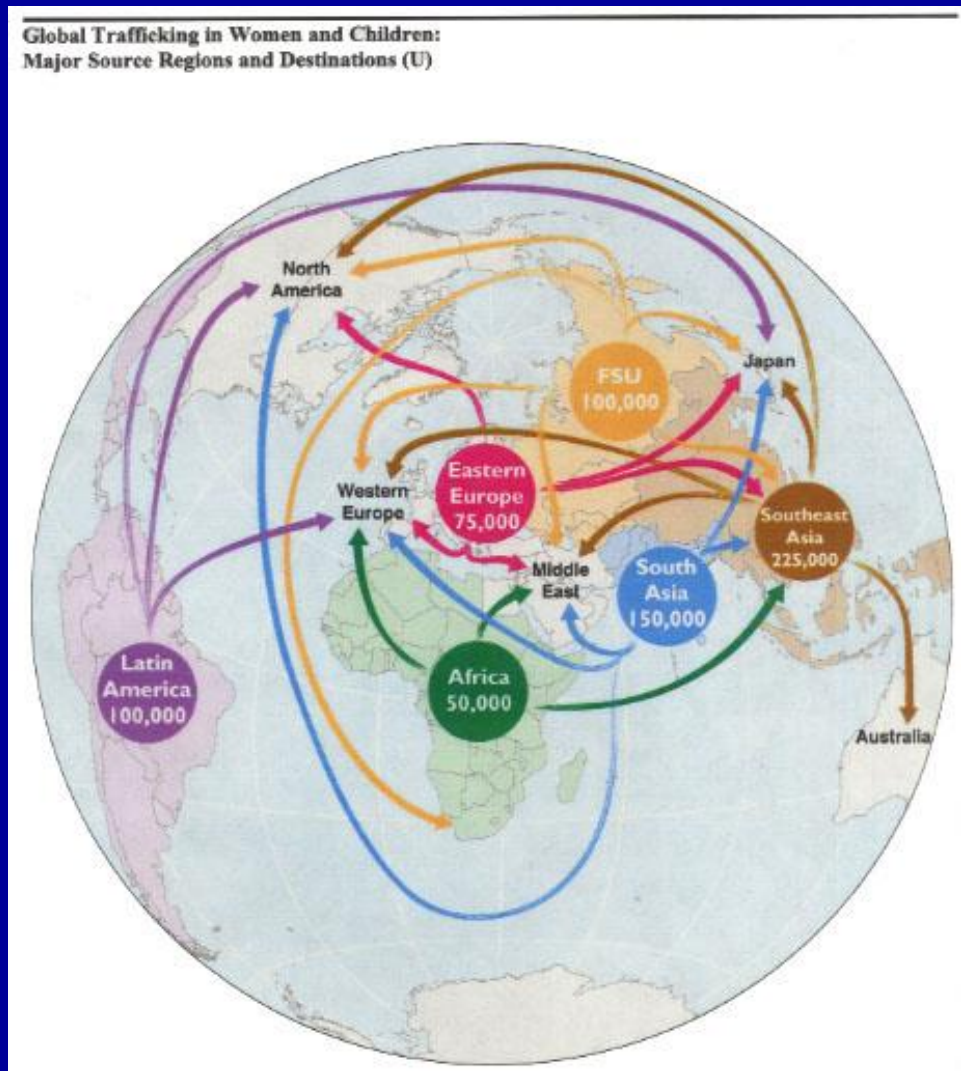 Global Trafficking in Women and Children:
Major Source Regions and Destinations (U)
North
America
Japan
FSU
100,000
Eastern
Europe
75,000
Western
Europe
Southeast
Asia
225,000
Middle
East
South
Asia
150,000
Latin
America
100,000
Africa
50,000
Australia